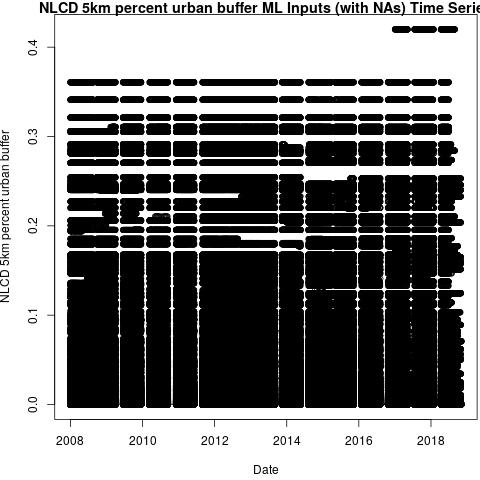 NLCD 5km percent urban buffer ML Inputs (with NAs) Time Serie
NLCD 5km percent urban buffer
0.4
0.3
0.2
0.1
0.0
2008 2010 2012 2014 2016 2018
Date